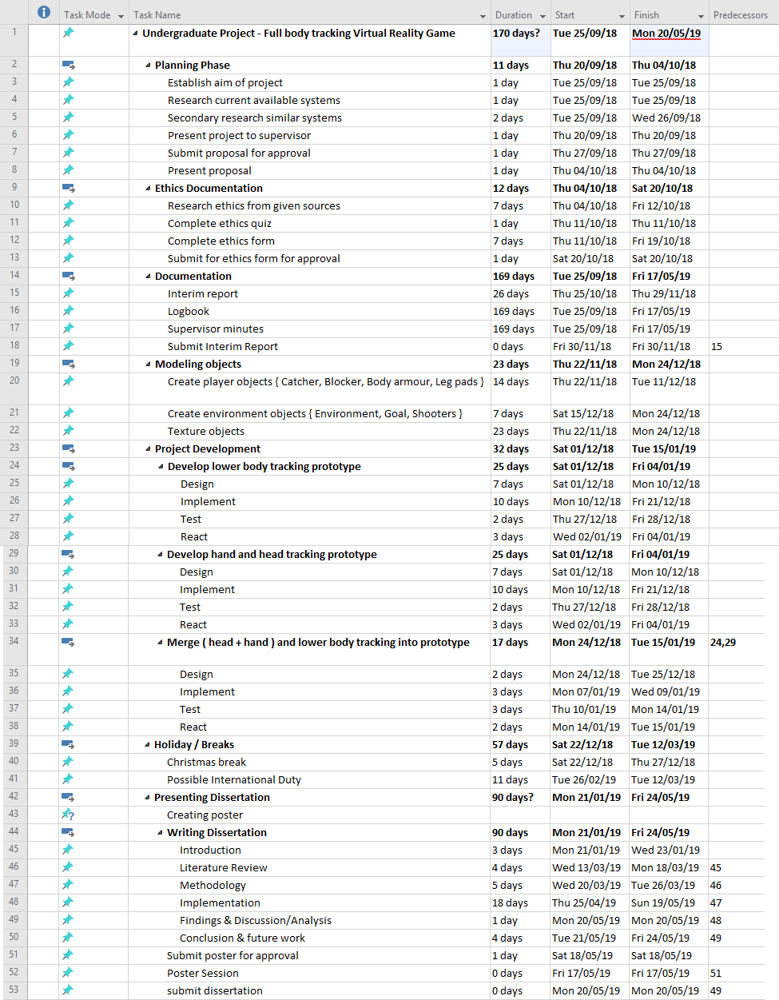 Task Mode Task Name Duration Start Finish Predecessors
1 Undergraduate Project - Full body tracking Virtual Reality Game 170 days? Tue 25/09/18 Mon 20/05/19
2 Planning Phase 11 days Thu 20/09/18 Thu 04/10/18
3 Establish aim of project 1 day Tue 25/09/18 Tue 25/09/18
4 Research current available systems 1 day Tue 25/09/18 Tue 25/09/18
5 Secondary research similar systems 2 days Tue 25/09/18 Wed 26/09/18
6 Present project to supervisor 1 day Thu 20/09/18 Thu 20/09/18
7 Submit proposal for approval 1 day Thu 27/09/18 Thu 27/09/18
8 Present proposal 1 day Thu 04/10/18 Thu 04/10/18
9 Ethics Documentation 12 days Thu 04/10/18 Sat 20/10/18
10 Research ethics from given sources 7 days Thu 04/10/18 Fri 12/10/18
11 Complete ethics quiz 1 day Thu 11/10/18 Thu 11/10/18
12 Complete ethics form 7 days Thu 11/10/18 Fri 19/10/18
13 Submit for ethics form for approval 1 day Sat 20/10/18 Sat 20/10/18
14 Documentation 169 days Tue 25/09/18 Fri 17/05/19
15 Interim report 26 days Thu 25/10/18 Thu 29/11/18
16 Logbook 169 days Tue 25/09/18 Fri 17/05/19
17 Supervisor minutes 169 days Tue 25/09/18 Fri 17/05/19
18 Submit Interim Report 0 days Fri 30/11/18 Fri 30/11/18 15
19 Modeling objects 23 days Thu 22/11/18 Mon 24/12/18
20 Create player objects { Catcher, Blocker, Body armour, Leg pads } 14 days Thu 22/11/18 Tue 11/12/18
21 Create environment objects { Environment, Goal, Shooters } 7 days Sat 15/12/18 Mon 24/12/18
22 Texture objects 23 days Thu 22/11/18 Mon 24/12/18
23 Project Development 32 days Sat 01/12/18 Tue 15/01/19
24 Develop lower body tracking prototype 25 days Sat 01/12/18 Fri 04/01/19
25 Design 7 days Sat 01/12/18 Mon 10/12/18
26 Implement 10 days Mon 10/12/18 Fri 21/12/18
27 Test 2 days Thu 27/12/18 Fri 28/12/18
28 React 3 days Wed 02/01/19 Fri 04/01/19
29 Develop hand and head tracking prototype 25 days Sat 01/12/18 Fri 04/01/19
30 Design 7 days Sat 01/12/18 Mon 10/12/18
31 Implement 10 days Mon 10/12/18 Fri 21/12/18
32 Test 2 days Thu 27/12/18 Fri 28/12/18
33 React 3 days Wed 02/01/19 Fri 04/01/19
34 Merge ( head + hand ) and lower body tracking into prototype 17 days Mon 24/12/18 Tue 15/01/19 24,29
35 Design 2 days Mon 24/12/18 Tue 25/12/18
36 Implement 3 days Mon 07/01/19 Wed 09/01/19
37 Test 3 days Thu 10/01/19 Mon 14/01/19
38 React 2 days Mon 14/01/19 Tue 15/01/19
39 Holiday / Breaks 57 days Sat 22/12/18 Tue 12/03/19
40 Christmas break 5 days Sat 22/12/18 Thu 27/12/18
41 Possible International Duty 11 days Tue 26/02/19 Tue 12/03/19
42 Presenting Dissertation 90 days? Mon 21/01/19 Fri 24/05/19
43 Creating poster
44 Writing Dissertation 90 days Mon 21/01/19 Fri 24/05/19
45 Introduction 3 days Mon 21/01/19 Wed 23/01/19
46 Literature Review 4 days Wed 13/03/19 Mon 18/03/19 45
47 Methodology 5 days Wed 20/03/19 Tue 26/03/19 46
48 Implementation 18 days Thu 25/04/19 Sun 19/05/19 47
49 Findings & Discussion/Analysis 1 day Mon 20/05/19 Mon 20/05/19 48
50 Conclusion & future work 4 days Tue 21/05/19 Fri 24/05/19 49
51 Submit poster for approval 1 day Sat 18/05/19 Sat 18/05/19
52 Poster Session 0 days Fri 17/05/19 Fri 17/05/19 51
53 submit dissertation 0 days Mon 20/05/19 Mon 20/05/19 49